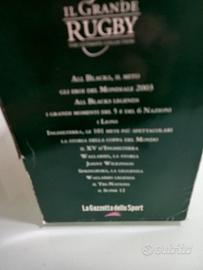 IL GRANDE
RUGBY
ALL BLACKS, IL MITO
GLI EROI DEL MONDIALE 2003
ALL BLACKS LEGENDS
I GRANDI MOMENTI DEL 5 E DEL 6 NAZIONI
I LIONS
INGHILTERRA, LE 101 METE PIÙ SPETTACOLARI
LA STORIA DELLA COPPA DEL MONDO
IL XV D'INGHILTERRA
WALLABIES, LA STORIA
JONNY WILKINSON
SPRINGBOKS, LA LEGGENDA
WALLABIES LEGENDS
IL TRI-NATIONS
IL SUPER 12
La Gazzetta dello Sport
subito.it